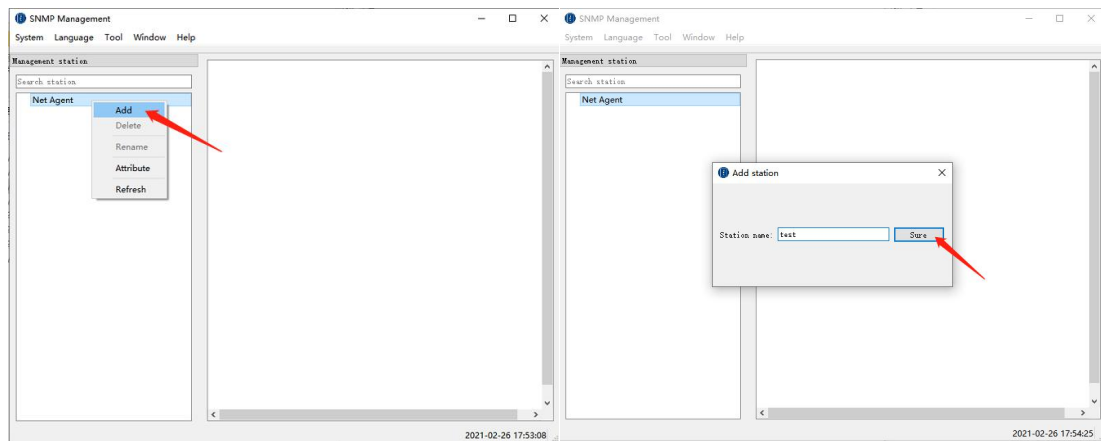 SNMP Management
System Language Tool Window Help
Management station
Search station
Net Agent
Add
Delete
Rename
Attribute
Refresh
2021-02-26 17:53:08
SNMP Management
System Language Tool Window Help
Management station
Search station
Net Agent
Add station
Station name: test Sure
2021-02-26 17:54:25